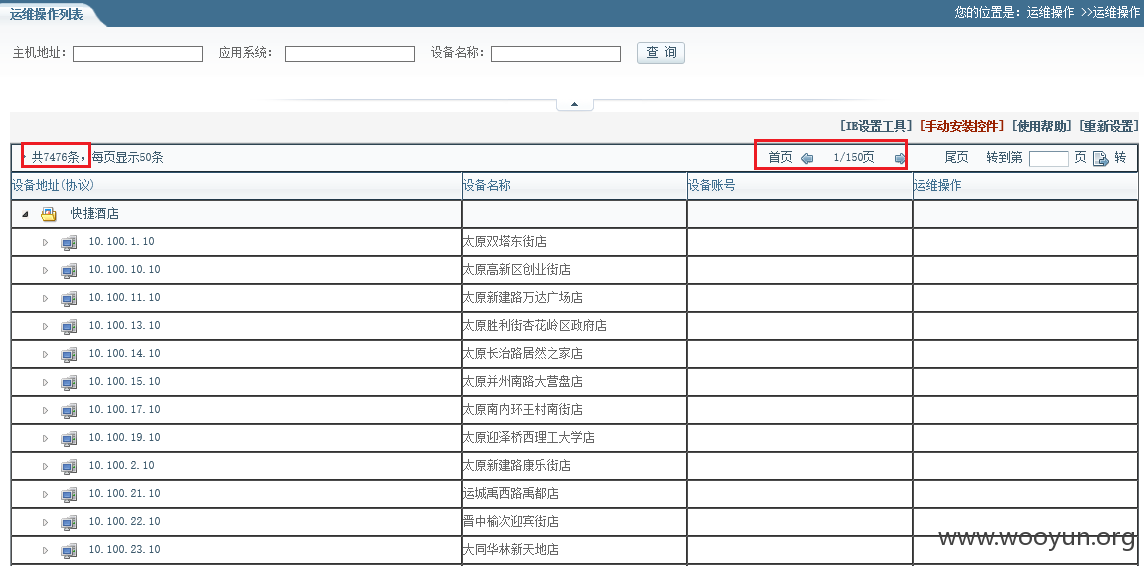 运维操作列表 您的位置是：运维操作 >>运维操作
主机地址： 应用系统： 设备名称： 查 询
[IE设置工具] [手动安装控件] [使用帮助] [重新设置]
共7476条，每页显示50条 首页 1/150页 尾页 转到第 页 转
设备地址(协议) 设备名称 设备账号 运维操作
快捷酒店
10.100.1.10 太原双塔东街店
10.100.10.10 太原高新区创业街店
10.100.11.10 太原新建路万达广场店
10.100.13.10 太原胜利街杏花岭区政府店
10.100.14.10 太原长治路居然之家店
10.100.15.10 太原并州南路大营盘店
10.100.17.10 太原南内环王村南街店
10.100.19.10 太原迎泽桥西理工大学店
10.100.2.10 太原新建路康乐街店
10.100.21.10 运城禹西路禹都店
10.100.22.10 晋中榆次迎宾街店
10.100.23.10 大同华林新天地店
www.wooyun.org